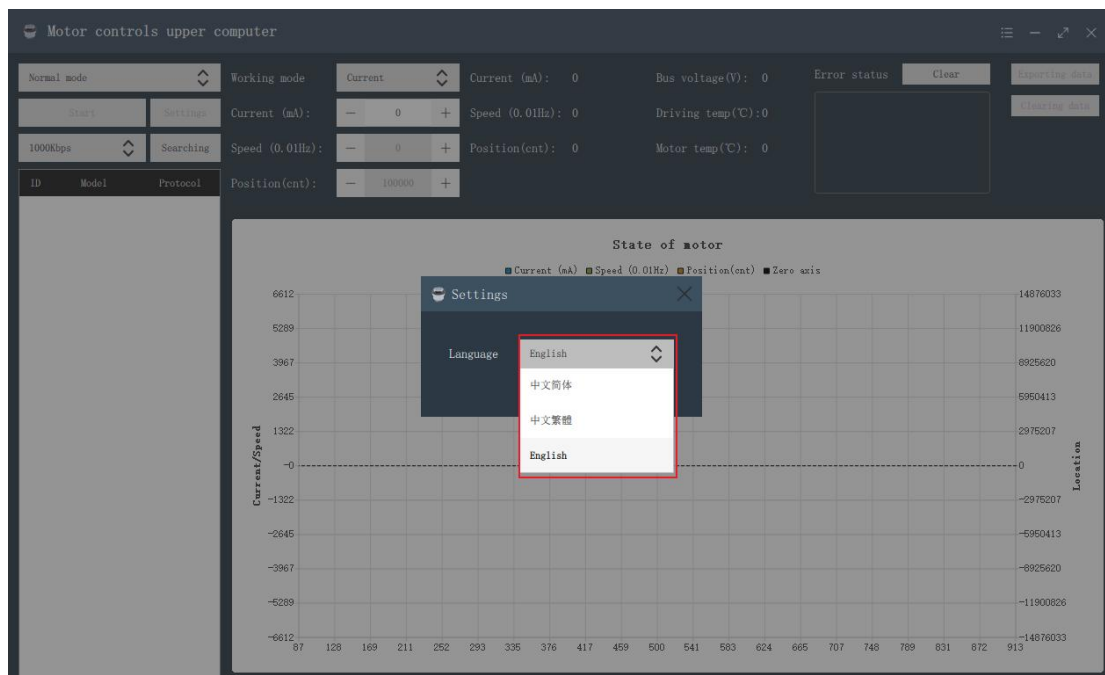 Motor controls upper computer
Normal mode
Working mode
Current
Current (mA): 0
Bus voltage(V): 0
Error status
Clear
Exporting data
Start
Settings
Current (mA):
0
Speed (0.01Hz): 0
Driving temp(℃):0
Clearing data
1000Kbps
Searching
Speed (0.01Hz):
0
Position(cnt): 0
Motor temp(℃): 0
ID Model Protocol
Position(cnt):
100000
State of motor
Current (mA) Speed (0.01Hz) Position(cnt) Zero axis
Settings
Language
English
中文简体
中文繁體
English
Current/Speed
6612
5289
3967
2645
1322
-0
-1322
-2645
-3967
-5289
-6612
14876033
11900826
8925620
5950413
2975207
0
-2975207
-5950413
-8925620
-11900826
-14876033
Location
87 128 169 211 252 293 335 376 417 459 500 541 583 624 665 707 748 789 831 872 913